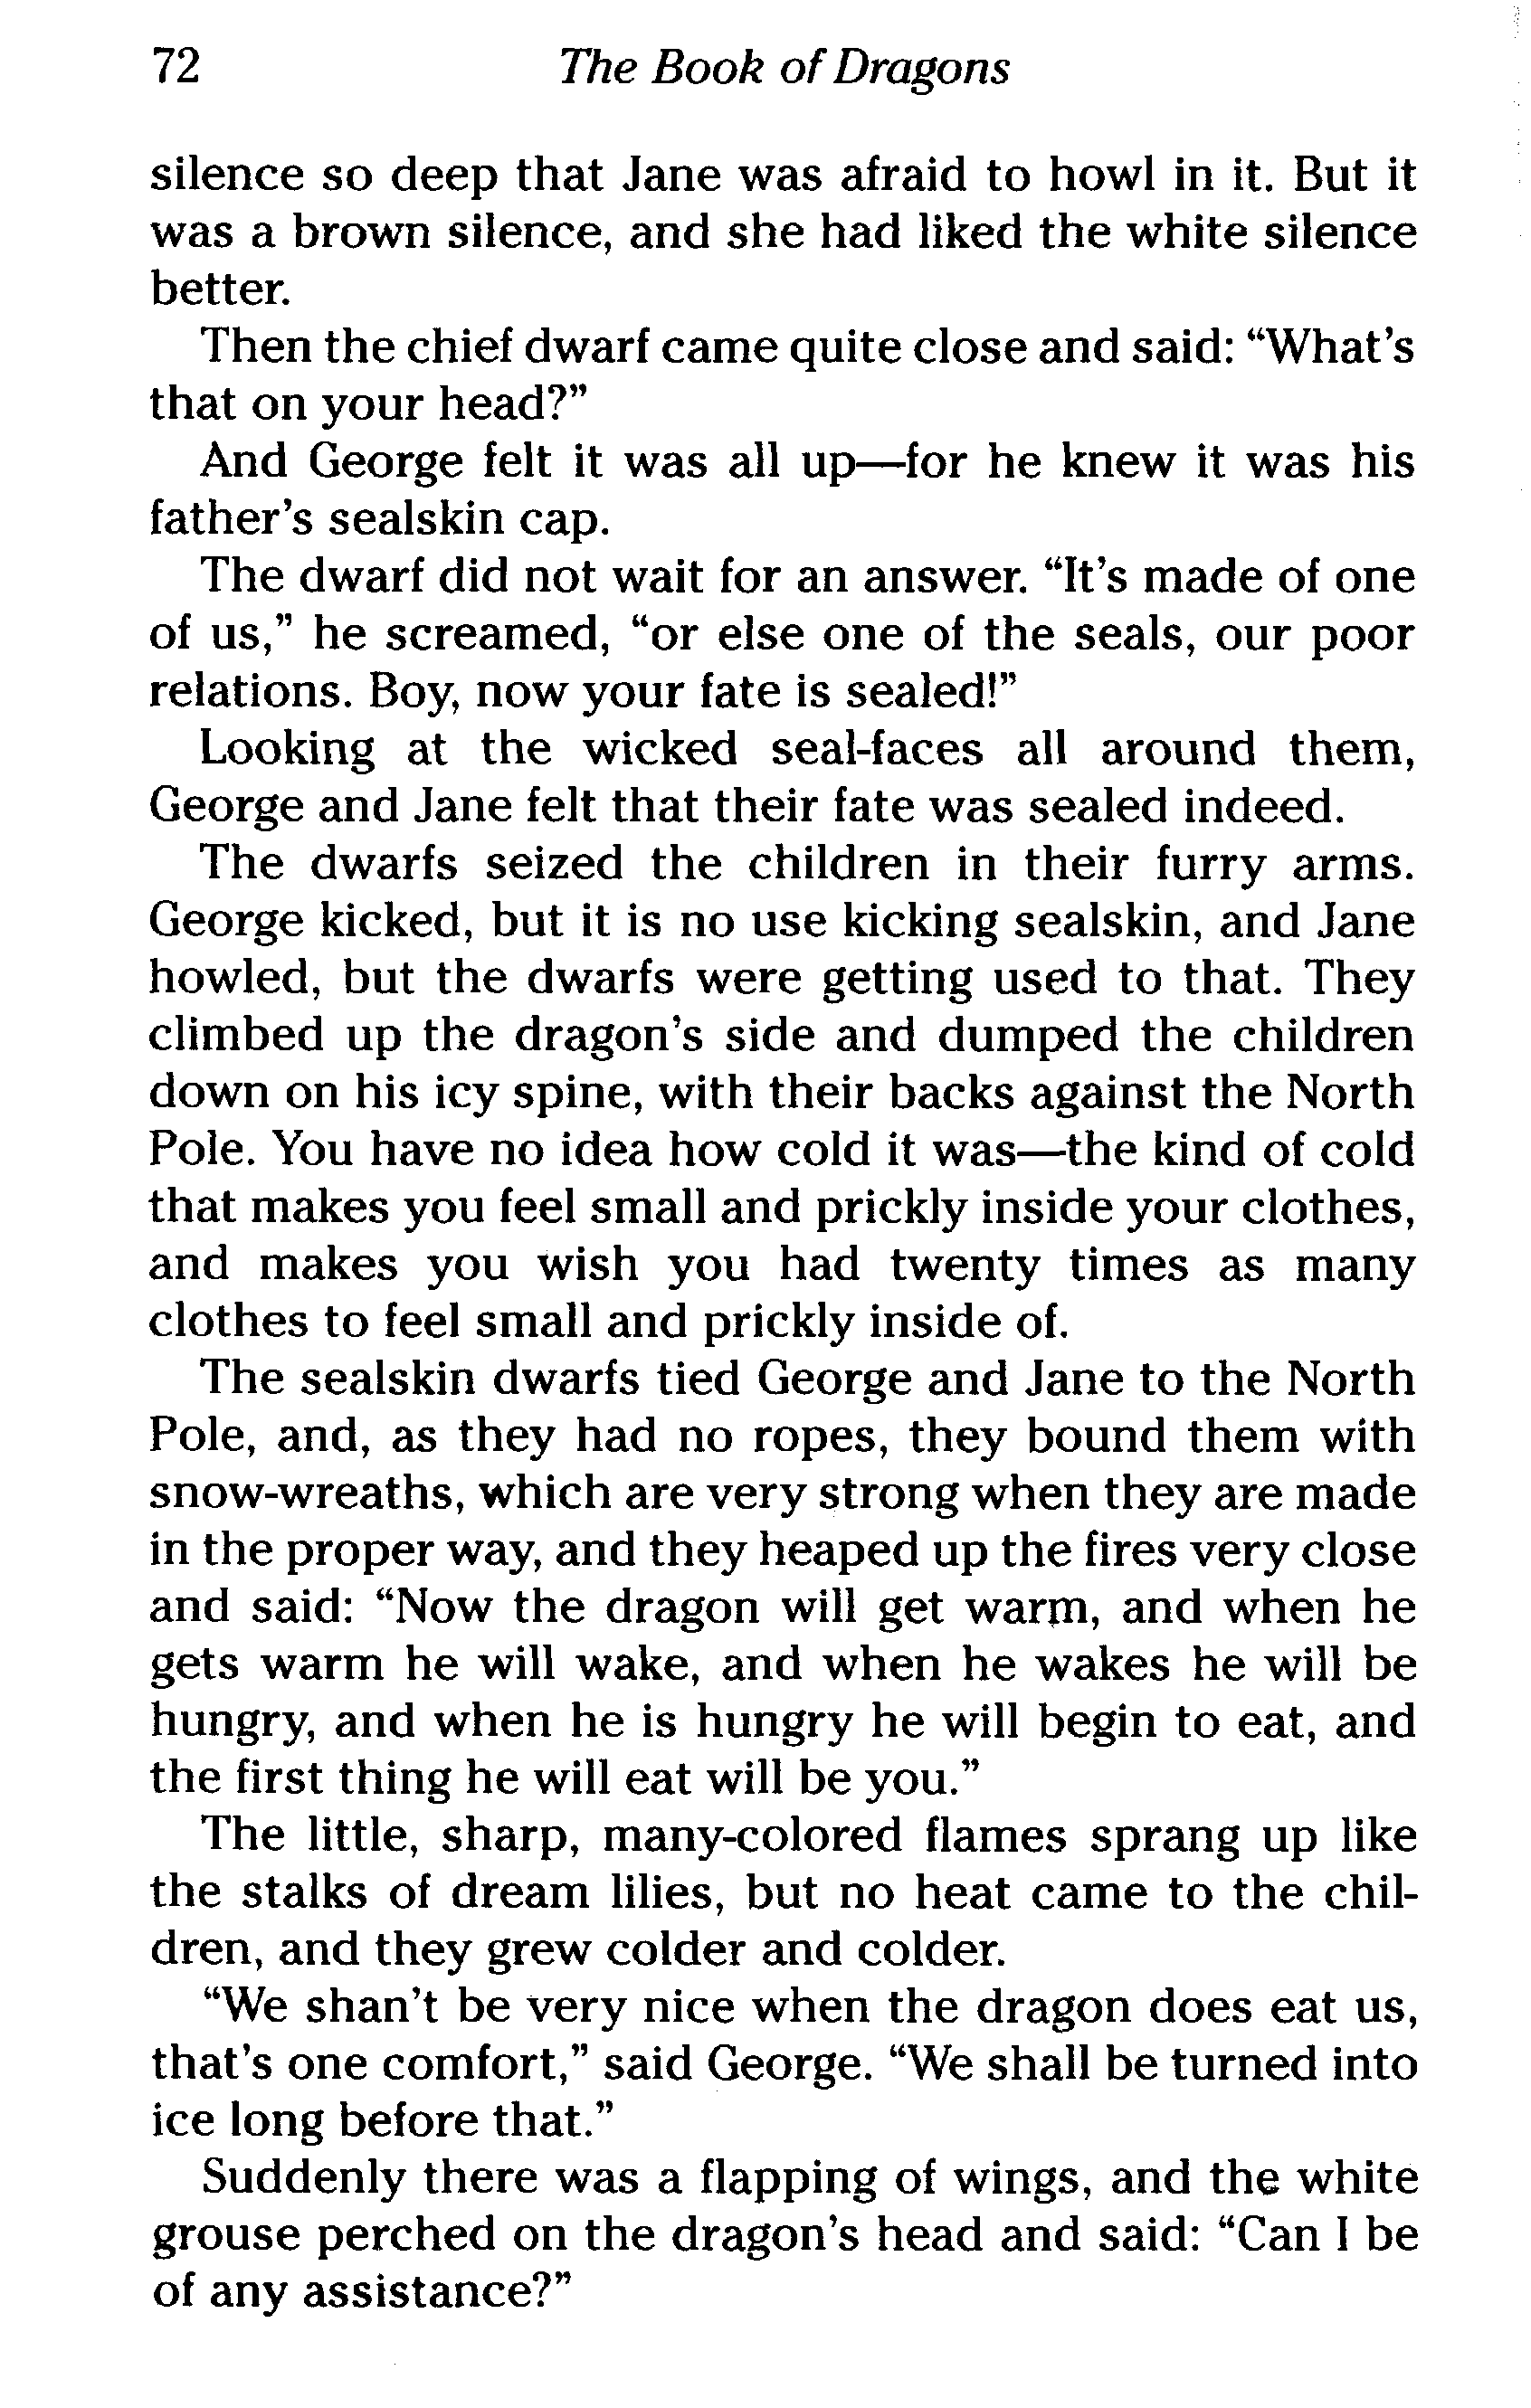 72 The Book of Dragons
silence so deep that Jane was afraid to howl in it. But it
was a brown silence, and she had liked the white silence
better.
Then the chief dwarf came quite close and said: “What’s
that on your head?”
And George felt it was all up—for he knew it was his
father’s sealskin cap.
The dwarf did not wait for an answer. “It’s made of one
of us,” he screamed, “or else one of the seals, our poor
relations. Boy, now your fate is sealed!”
Looking at the wicked seal-faces all around them,
George and Jane felt that their fate was sealed indeed.
The dwarfs seized the children in their furry arms.
George kicked, but it is no use kicking sealskin, and Jane
howled, but the dwarfs were getting used to that. They
climbed up the dragon’s side and dumped the children
down on his icy spine, with their backs against the North
Pole. You have no idea how cold it was—the kind of cold
that makes you feel small and prickly inside your clothes,
and makes you wish you had twenty times as many
clothes to feel small and prickly inside of.
The sealskin dwarfs tied George and Jane to the North
Pole, and, as they had no ropes, they bound them with
snow-wreaths, which are very strong when they are made
in the proper way, and they heaped up the fires very close
and said: “Now the dragon will get warm, and when he
gets warm he will wake, and when he wakes he will be
hungry, and when he is hungry he will begin to eat, and
the first thing he will eat will be you.”
The little, sharp, many-colored flames sprang up like
the stalks of dream lilies, but no heat came to the chil-
dren, and they grew colder and colder.
“We shan’t be very nice when the dragon does eat us,
that’s one comfort,” said George. “We shall be turned into
ice long before that.”
Suddenly there was a flapping of wings, and the white
grouse perched on the dragon’s head and said: “Can I be
of any assistance?”